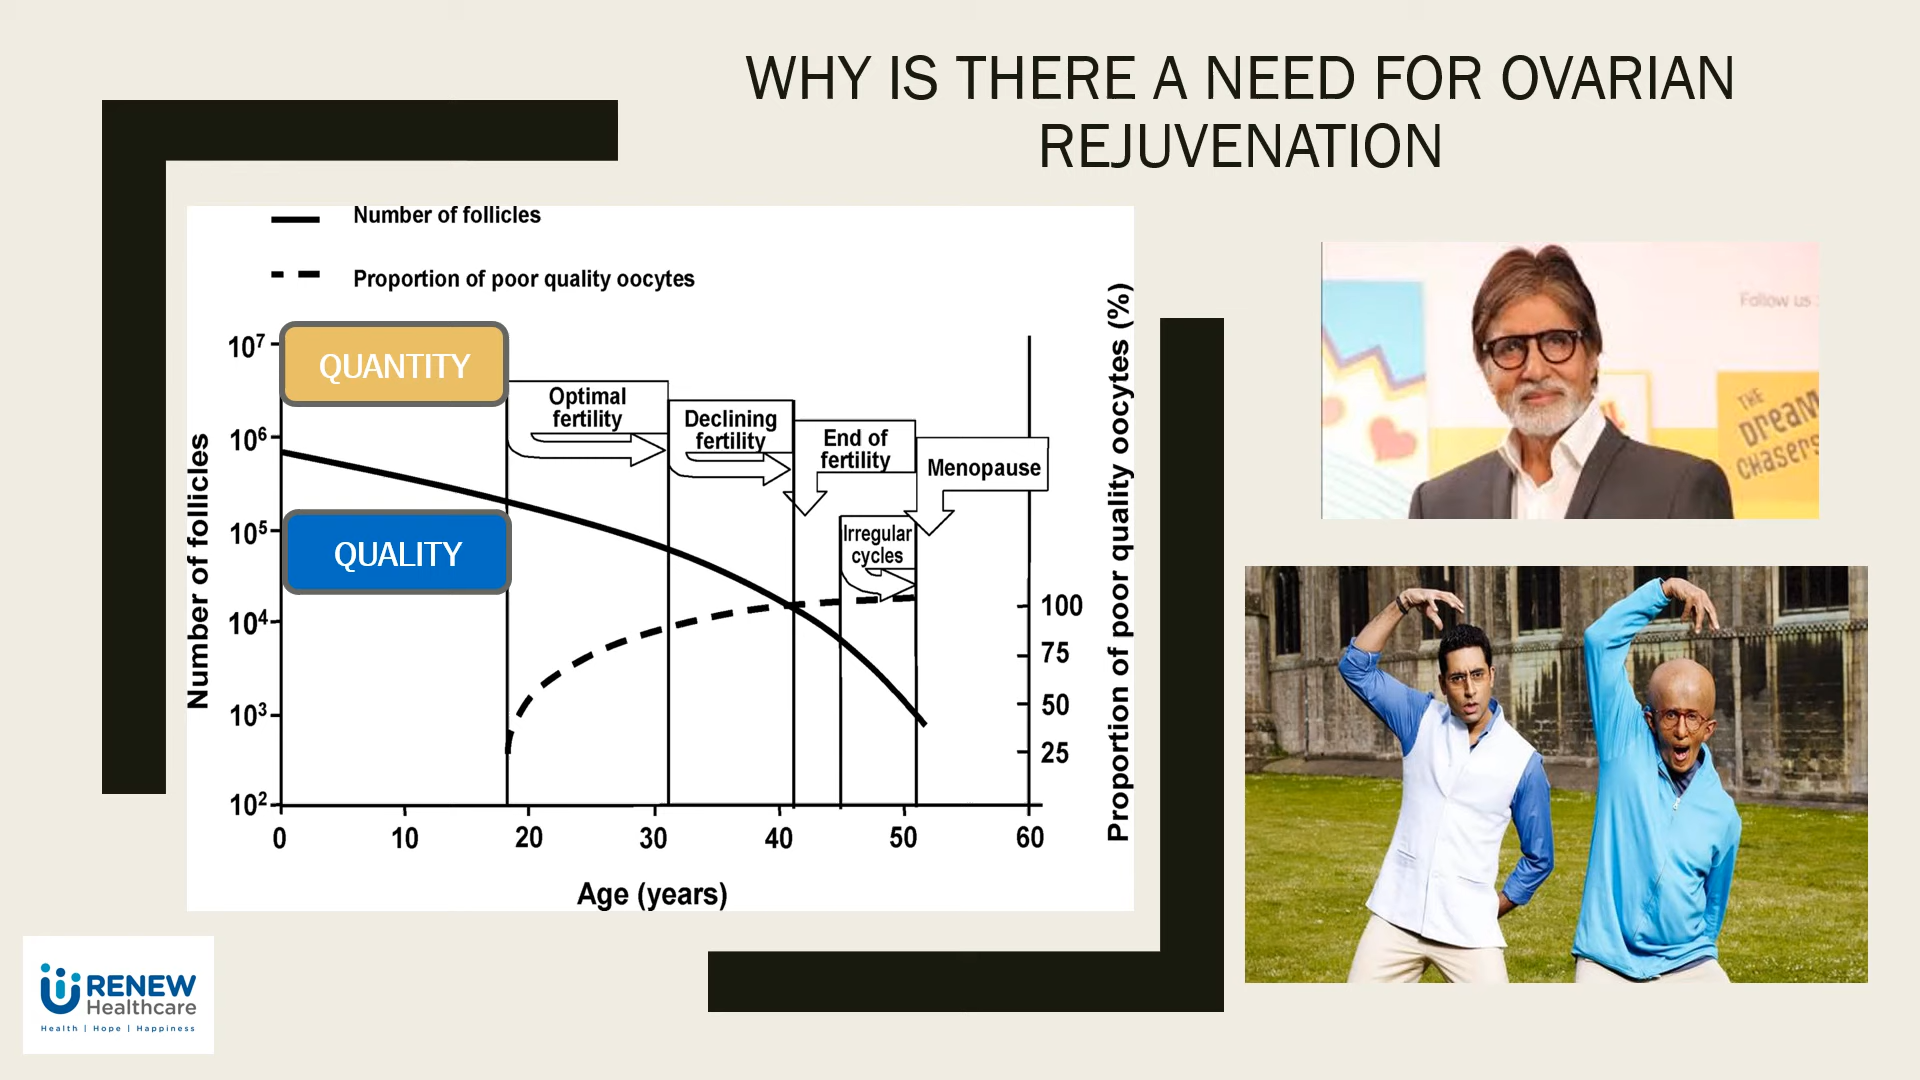 WHY IS THERE A NEED FOR OVARIAN
REJUVENATION
Number of follicles
Proportion of poor quality oocytes
QUANTITY
QUALITY
Optimal
fertility
Declining
fertility
End of
fertility
Menopause
Irregular
cycles
Number of follicles
10⁷
10⁶
10⁵
10⁴
10³
10²
0
10
20
30
40
50
60
Age (years)
100
75
50
25
Proportion of poor quality oocytes (%)
Follow us
THE
DREAM
CHASERS
RENEW
Healthcare
Health | Hope | Happiness